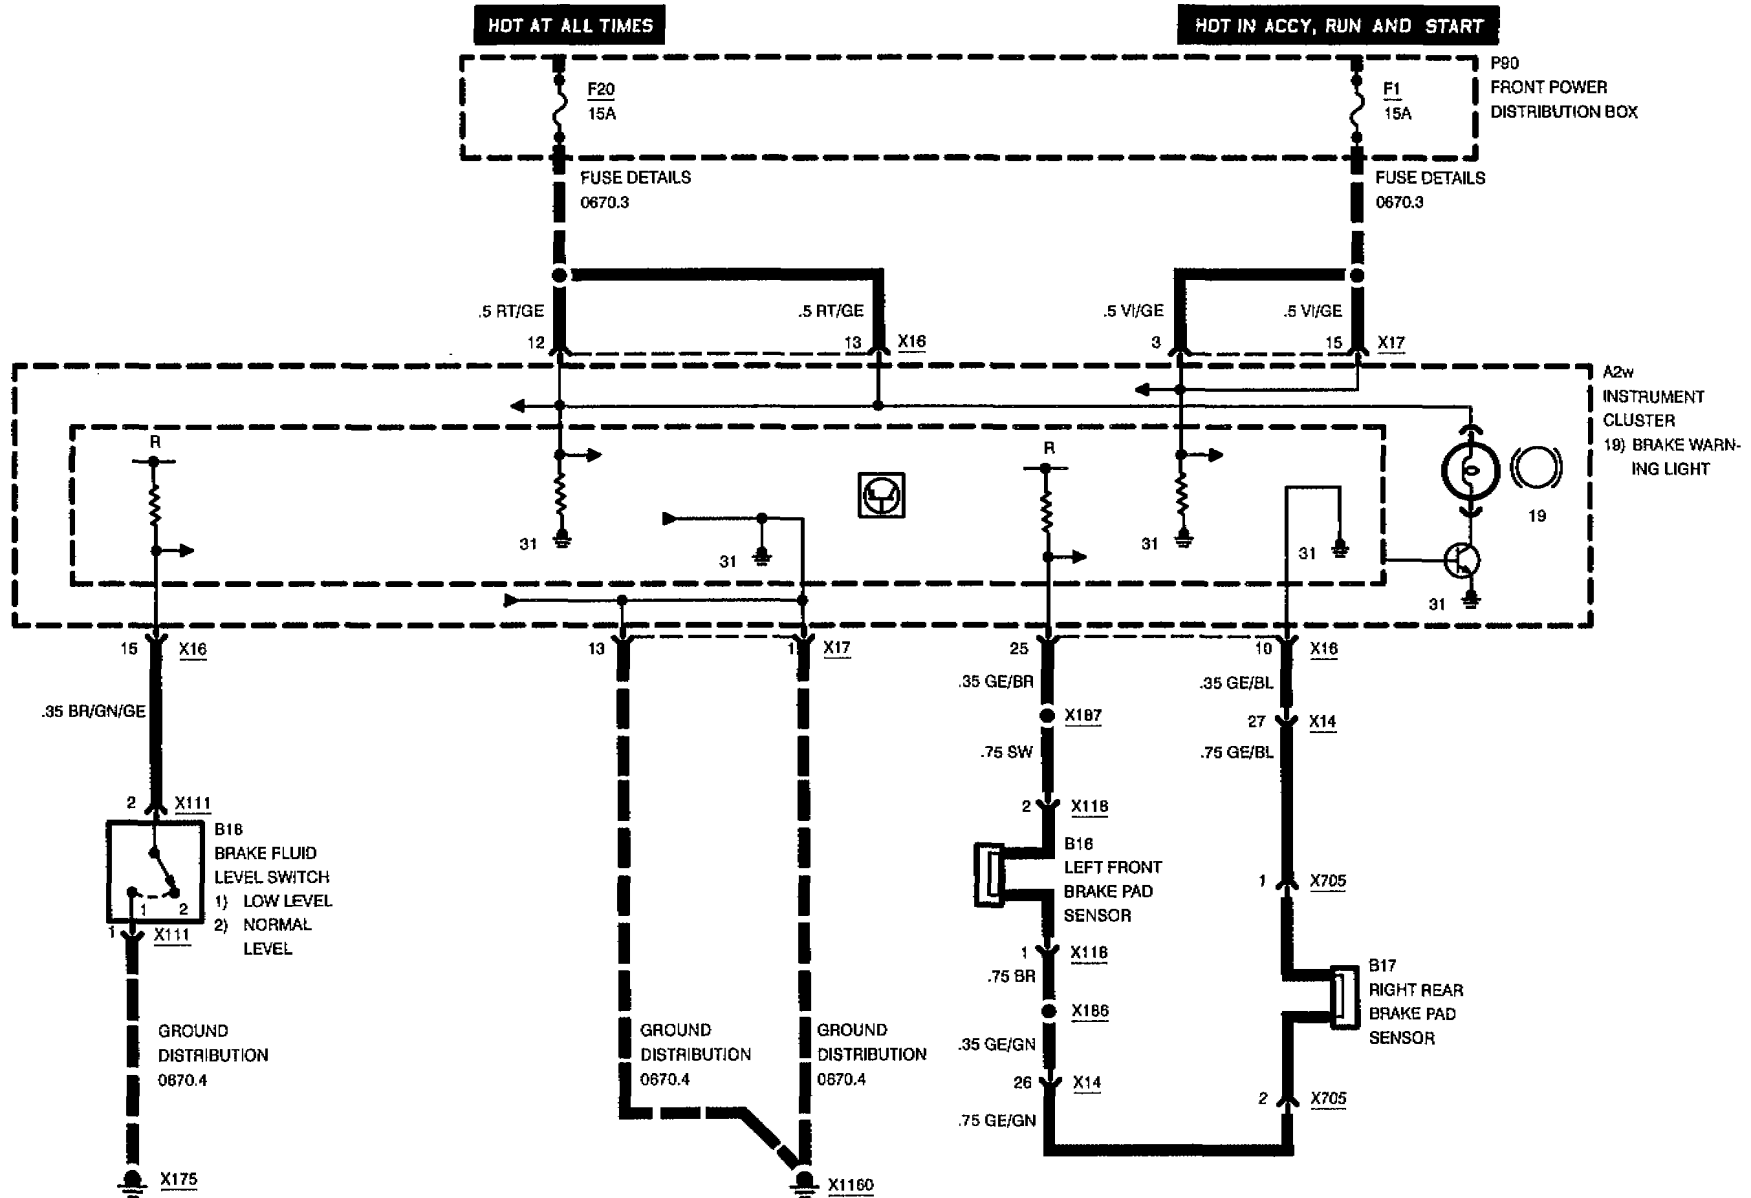 HOT AT ALL TIMES
HOT IN ACCY, RUN AND START
P90
FRONT POWER
DISTRIBUTION BOX
F20
15A
F1
15A
FUSE DETAILS
0670.3
FUSE DETAILS
0670.3
.5 RT/GE
.5 RT/GE
.5 VI/GE
.5 VI/GE
12
13
X16
3
15
X17
A2w
INSTRUMENT
CLUSTER
19) BRAKE WARN-
ING LIGHT
R
R
19
31
31
31
31
31
15
X16
13
1
X17
25
10
X16
.35 BR/GN/GE
.35 GE/BR
.35 GE/BL
X187
27
X14
.75 SW
.75 GE/BL
2
X111
2
X118
B18
BRAKE FLUID
LEVEL SWITCH
1) LOW LEVEL
2) NORMAL
LEVEL
1
2
1
X111
B16
LEFT FRONT
BRAKE PAD
SENSOR
1
X705
1
X118
.75 BR
B17
RIGHT REAR
BRAKE PAD
SENSOR
X186
GROUND
DISTRIBUTION
0670.4
GROUND
DISTRIBUTION
0670.4
GROUND
DISTRIBUTION
0670.4
.35 GE/GN
26
X14
2
X705
.75 GE/GN
X175
X1160